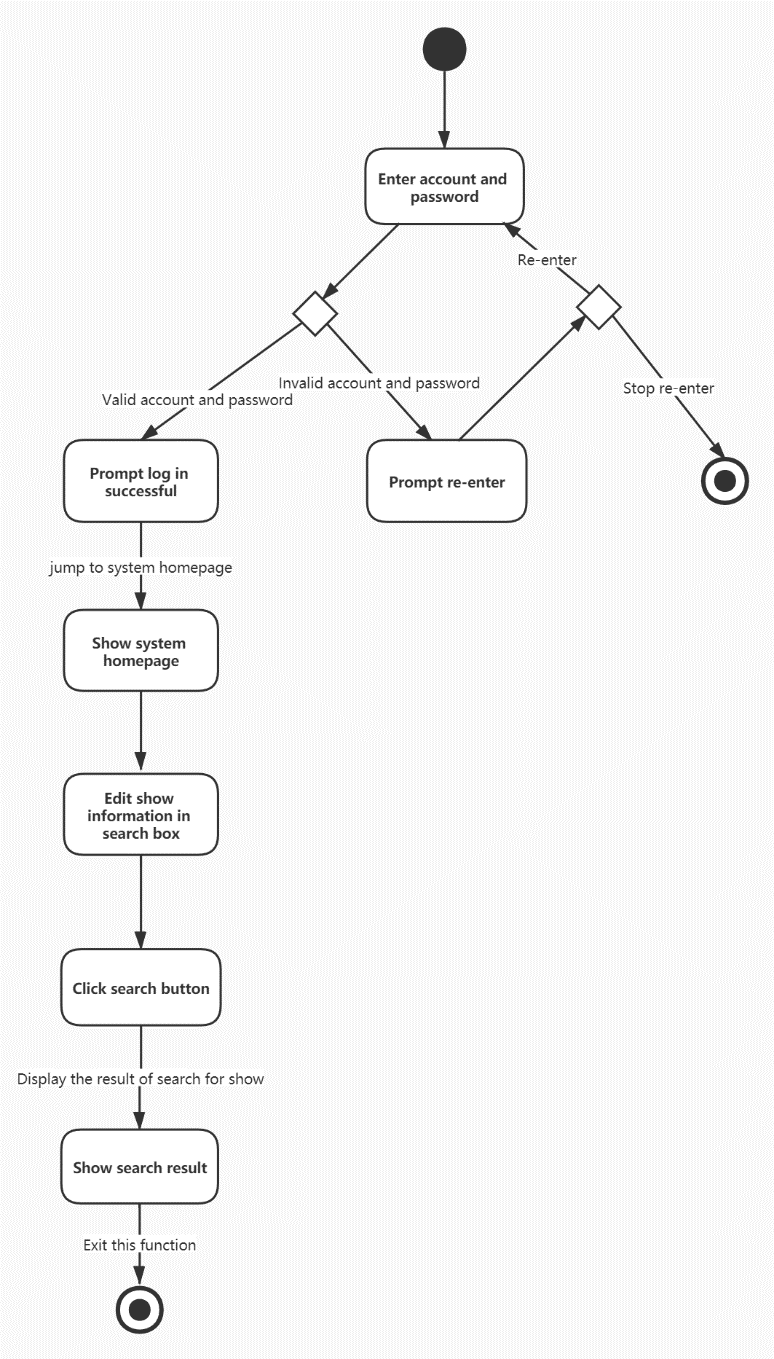 Enter account and
password
Re-enter
Invalid account and password
Stop re-enter
Valid account and password
Prompt log in
successful
Prompt re-enter
jump to system homepage
Show system
homepage
Edit show
information in
search box
Click search button
Display the result of search for show
Show search result
Exit this function